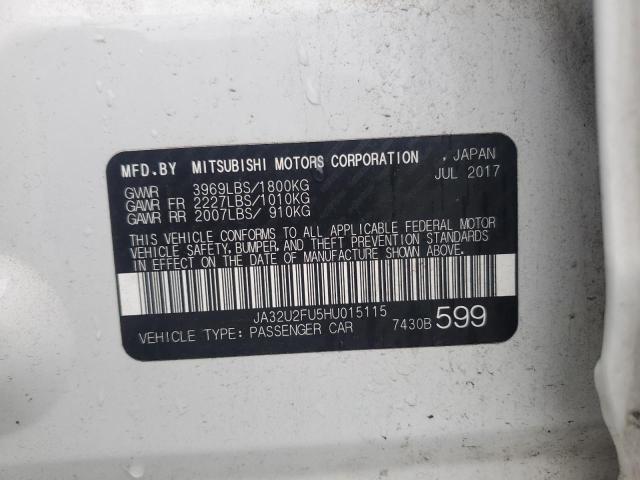 MFD.BY MITSUBISHI MOTORS CORPORATION , JAPAN
JUL 2017
GVWR 3969LBS/1800KG
GAWR FR 2227LBS/1010KG
GAWR RR 2007LBS/ 910KG
THIS VEHICLE CONFORMS TO ALL APPLICABLE FEDERAL MOTOR
VEHICLE SAFETY, BUMPER, AND THEFT PREVENTION STANDARDS
IN EFFECT ON THE DATE OF MANUFACTURE SHOWN ABOVE.
JA32U2FU5HU015115
VEHICLE TYPE: PASSENGER CAR 7430B 599